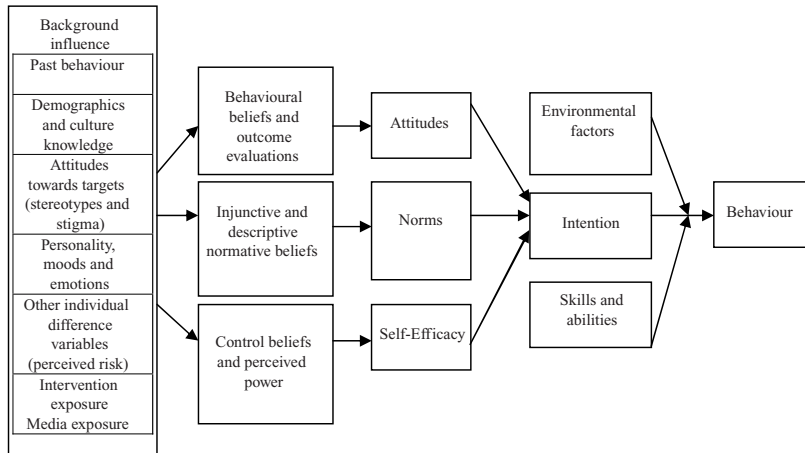 Background
influence
Past behaviour
Demographics
and culture
knowledge
Attitudes
towards targets
(stereotypes and
stigma)
Personality,
moods and
emotions
Other individual
difference
variables
(perceived risk)
Intervention
exposure
Media exposure
Behavioural
beliefs and
outcome
evaluations
Injunctive and
descriptive
normative beliefs
Control beliefs
and perceived
power
Attitudes
Norms
Self-Efficacy
Environmental
factors
Intention
Skills and
abilities
Behaviour